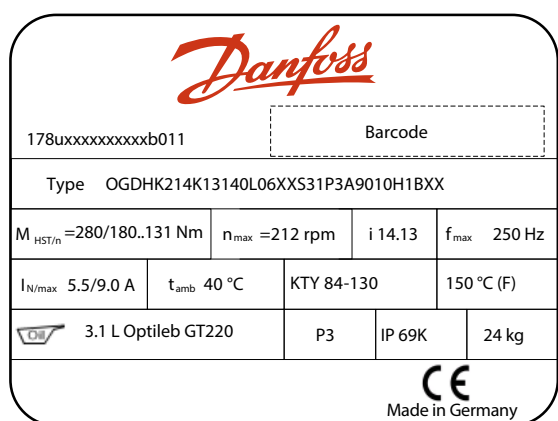 Danfoss
Barcode
178uxxxxxxxxxxb011
Type OGDHK214K13140L06XXS31P3A9010H1BXX
M HST/n =280/180..131 Nm n max =212 rpm i 14.13 f max 250 Hz
I N/max 5.5/9.0 A t amb 40 °C KTY 84-130 150 °C (F)
Oil 3.1 L Optileb GT220 P3 IP 69K 24 kg
CE
Made in Germany